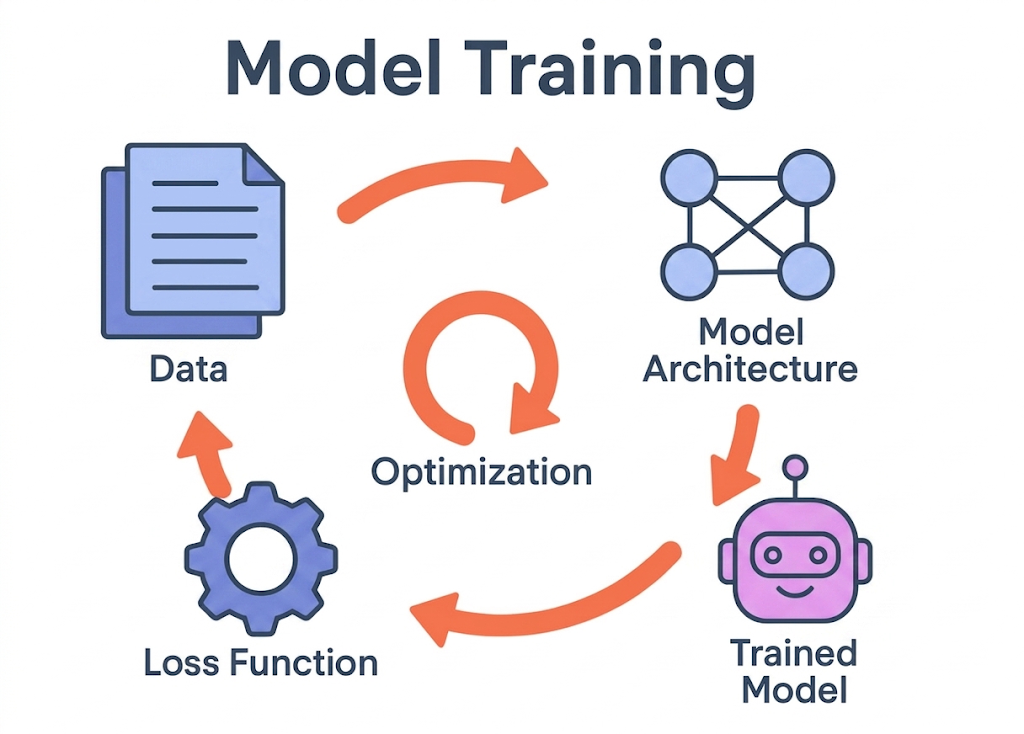 Model Training
Data
Model
Architecture
Optimization
Loss Function
Trained
Model